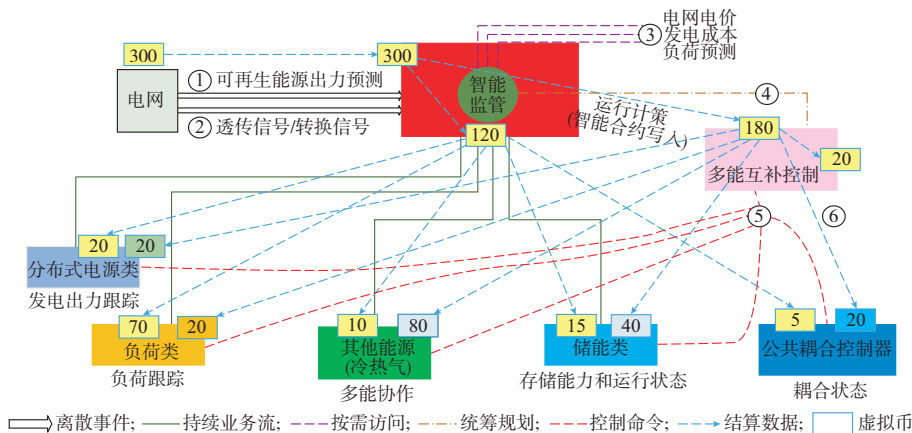 电网电价
③发电成本
负荷预测
300
300
①可再生能源出力预测
电网
②透传信号/转换信号
智能
监管
④
运行计策
(智能合约写入)
120
180
20
多能互补控制
⑤
⑥
20
20
分布式电源类
发电出力跟踪
70
20
负荷类
负荷跟踪
10
80
其他能源
(冷热气)
多能协作
15
40
储能类
存储能力和运行状态
5
20
公共耦合控制器
耦合状态
离散事件; 持续业务流; 按需访问; 统筹规划; 控制命令; 结算数据; 虚拟币